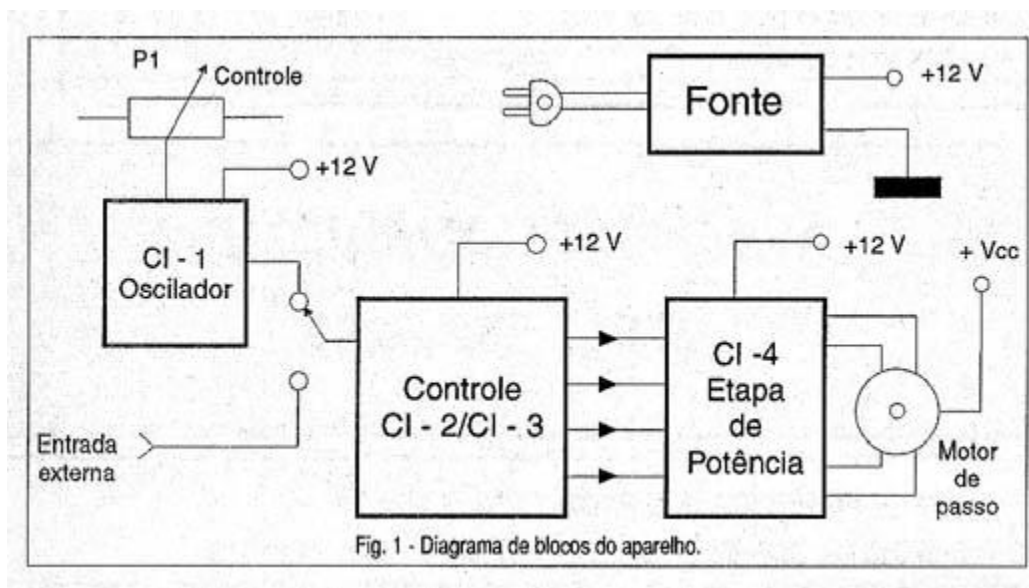 P1
Controle
+12 V
CI - 1
Oscilador
Entrada
externa
Fonte
+12 V
+12 V
Controle
CI - 2/CI - 3
+12 V
CI -4
Etapa
de
Potência
+ Vcc
Motor
de
passo
Fig. 1 - Diagrama de blocos do aparelho.